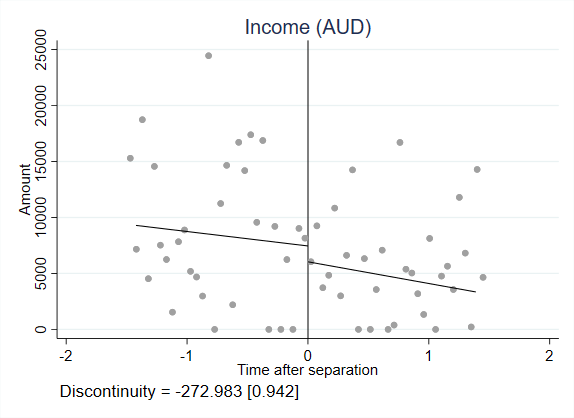 Income (AUD)
25000
20000
15000
10000
5000
0
Amount
-2
-1
0
1
2
Time after separation
Discontinuity = -272.983 [0.942]